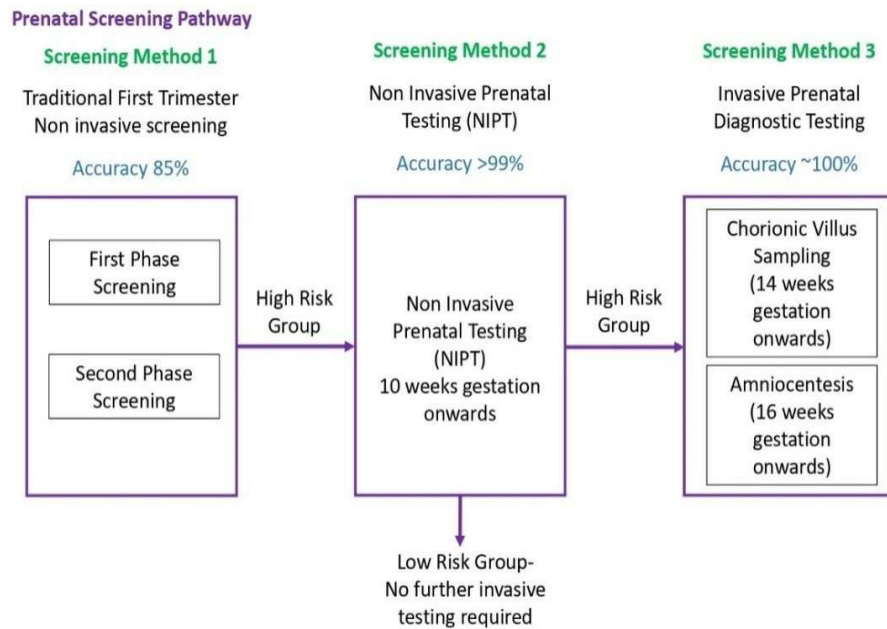 Prenatal Screening Pathway
Screening Method 1
Traditional First Trimester
Non invasive screening
Accuracy 85%
First Phase
Screening
Second Phase
Screening
High Risk
Group
Screening Method 2
Non Invasive Prenatal
Testing (NIPT)
Accuracy >99%
Non Invasive
Prenatal Testing
(NIPT)
10 weeks gestation
onwards
Low Risk Group-
No further invasive
testing required
High Risk
Group
Screening Method 3
Invasive Prenatal
Diagnostic Testing
Accuracy ~100%
Chorionic Villus
Sampling
(14 weeks
gestation
onwards)
Amniocentesis
(16 weeks
gestation
onwards)